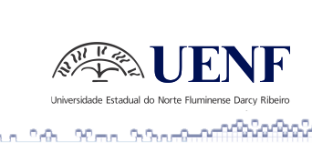 UENF
Universidade Estadual do Norte Fluminense Darcy Ribeiro